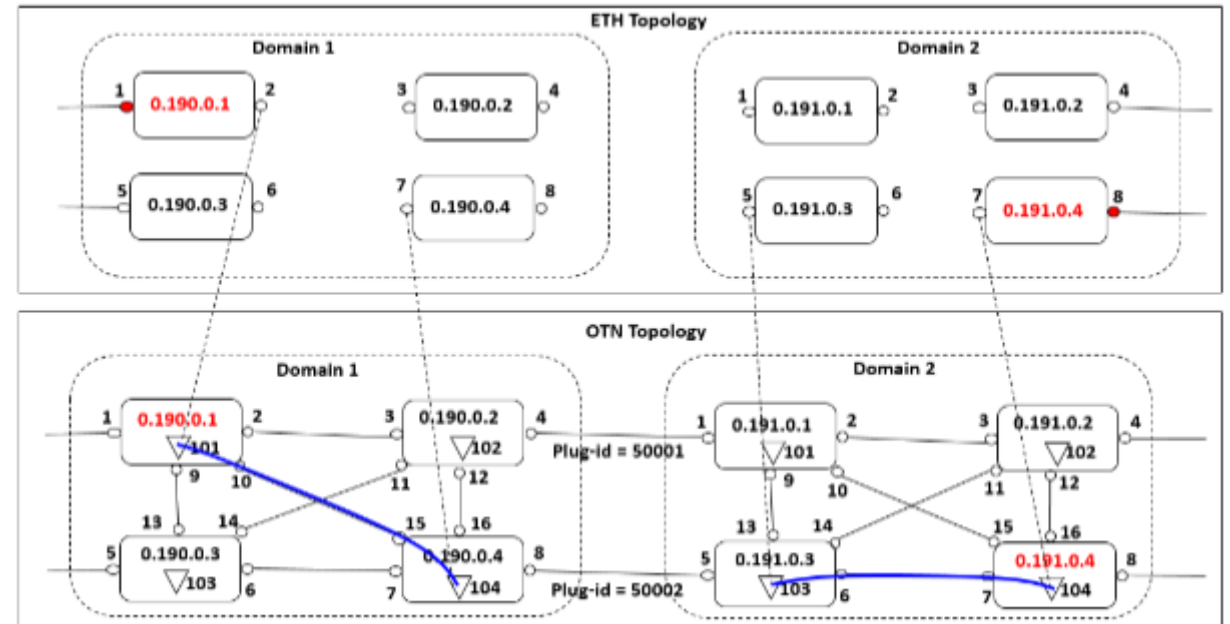 ETH Topology
Domain 1
Domain 2
1 0.190.0.1 2
3 0.190.0.2 4
1 0.191.0.1 2
3 0.191.0.2 4
5 0.190.0.3 6
7 0.190.0.4 8
5 0.191.0.3 6
7 0.191.0.4 8
OTN Topology
Domain 1
Domain 2
1 0.190.0.1 2
101
3 0.190.0.2 4
102
Plug-id = 50001
1 0.191.0.1 2
101
3 0.191.0.2 4
102
9 10 11 12
9 10 11 12
13 14 15 16
13 14 15 16
5 0.190.0.3
103 6
0.190.0.4 8
7 104
Plug-id = 50002
5 0.191.0.3
103 6
0.191.0.4 8
7 104